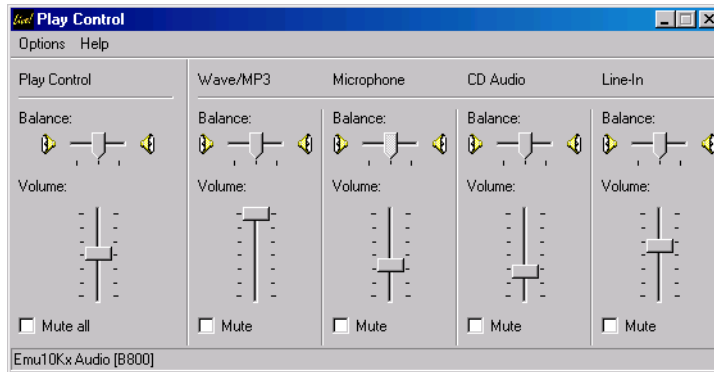 Live! Play Control
Options Help
Play Control Wave/MP3 Microphone CD Audio Line-In
Balance: Balance: Balance: Balance: Balance:
Volume: Volume: Volume: Volume: Volume:
Mute all Mute Mute Mute Mute
Emu10Kx Audio [B800]